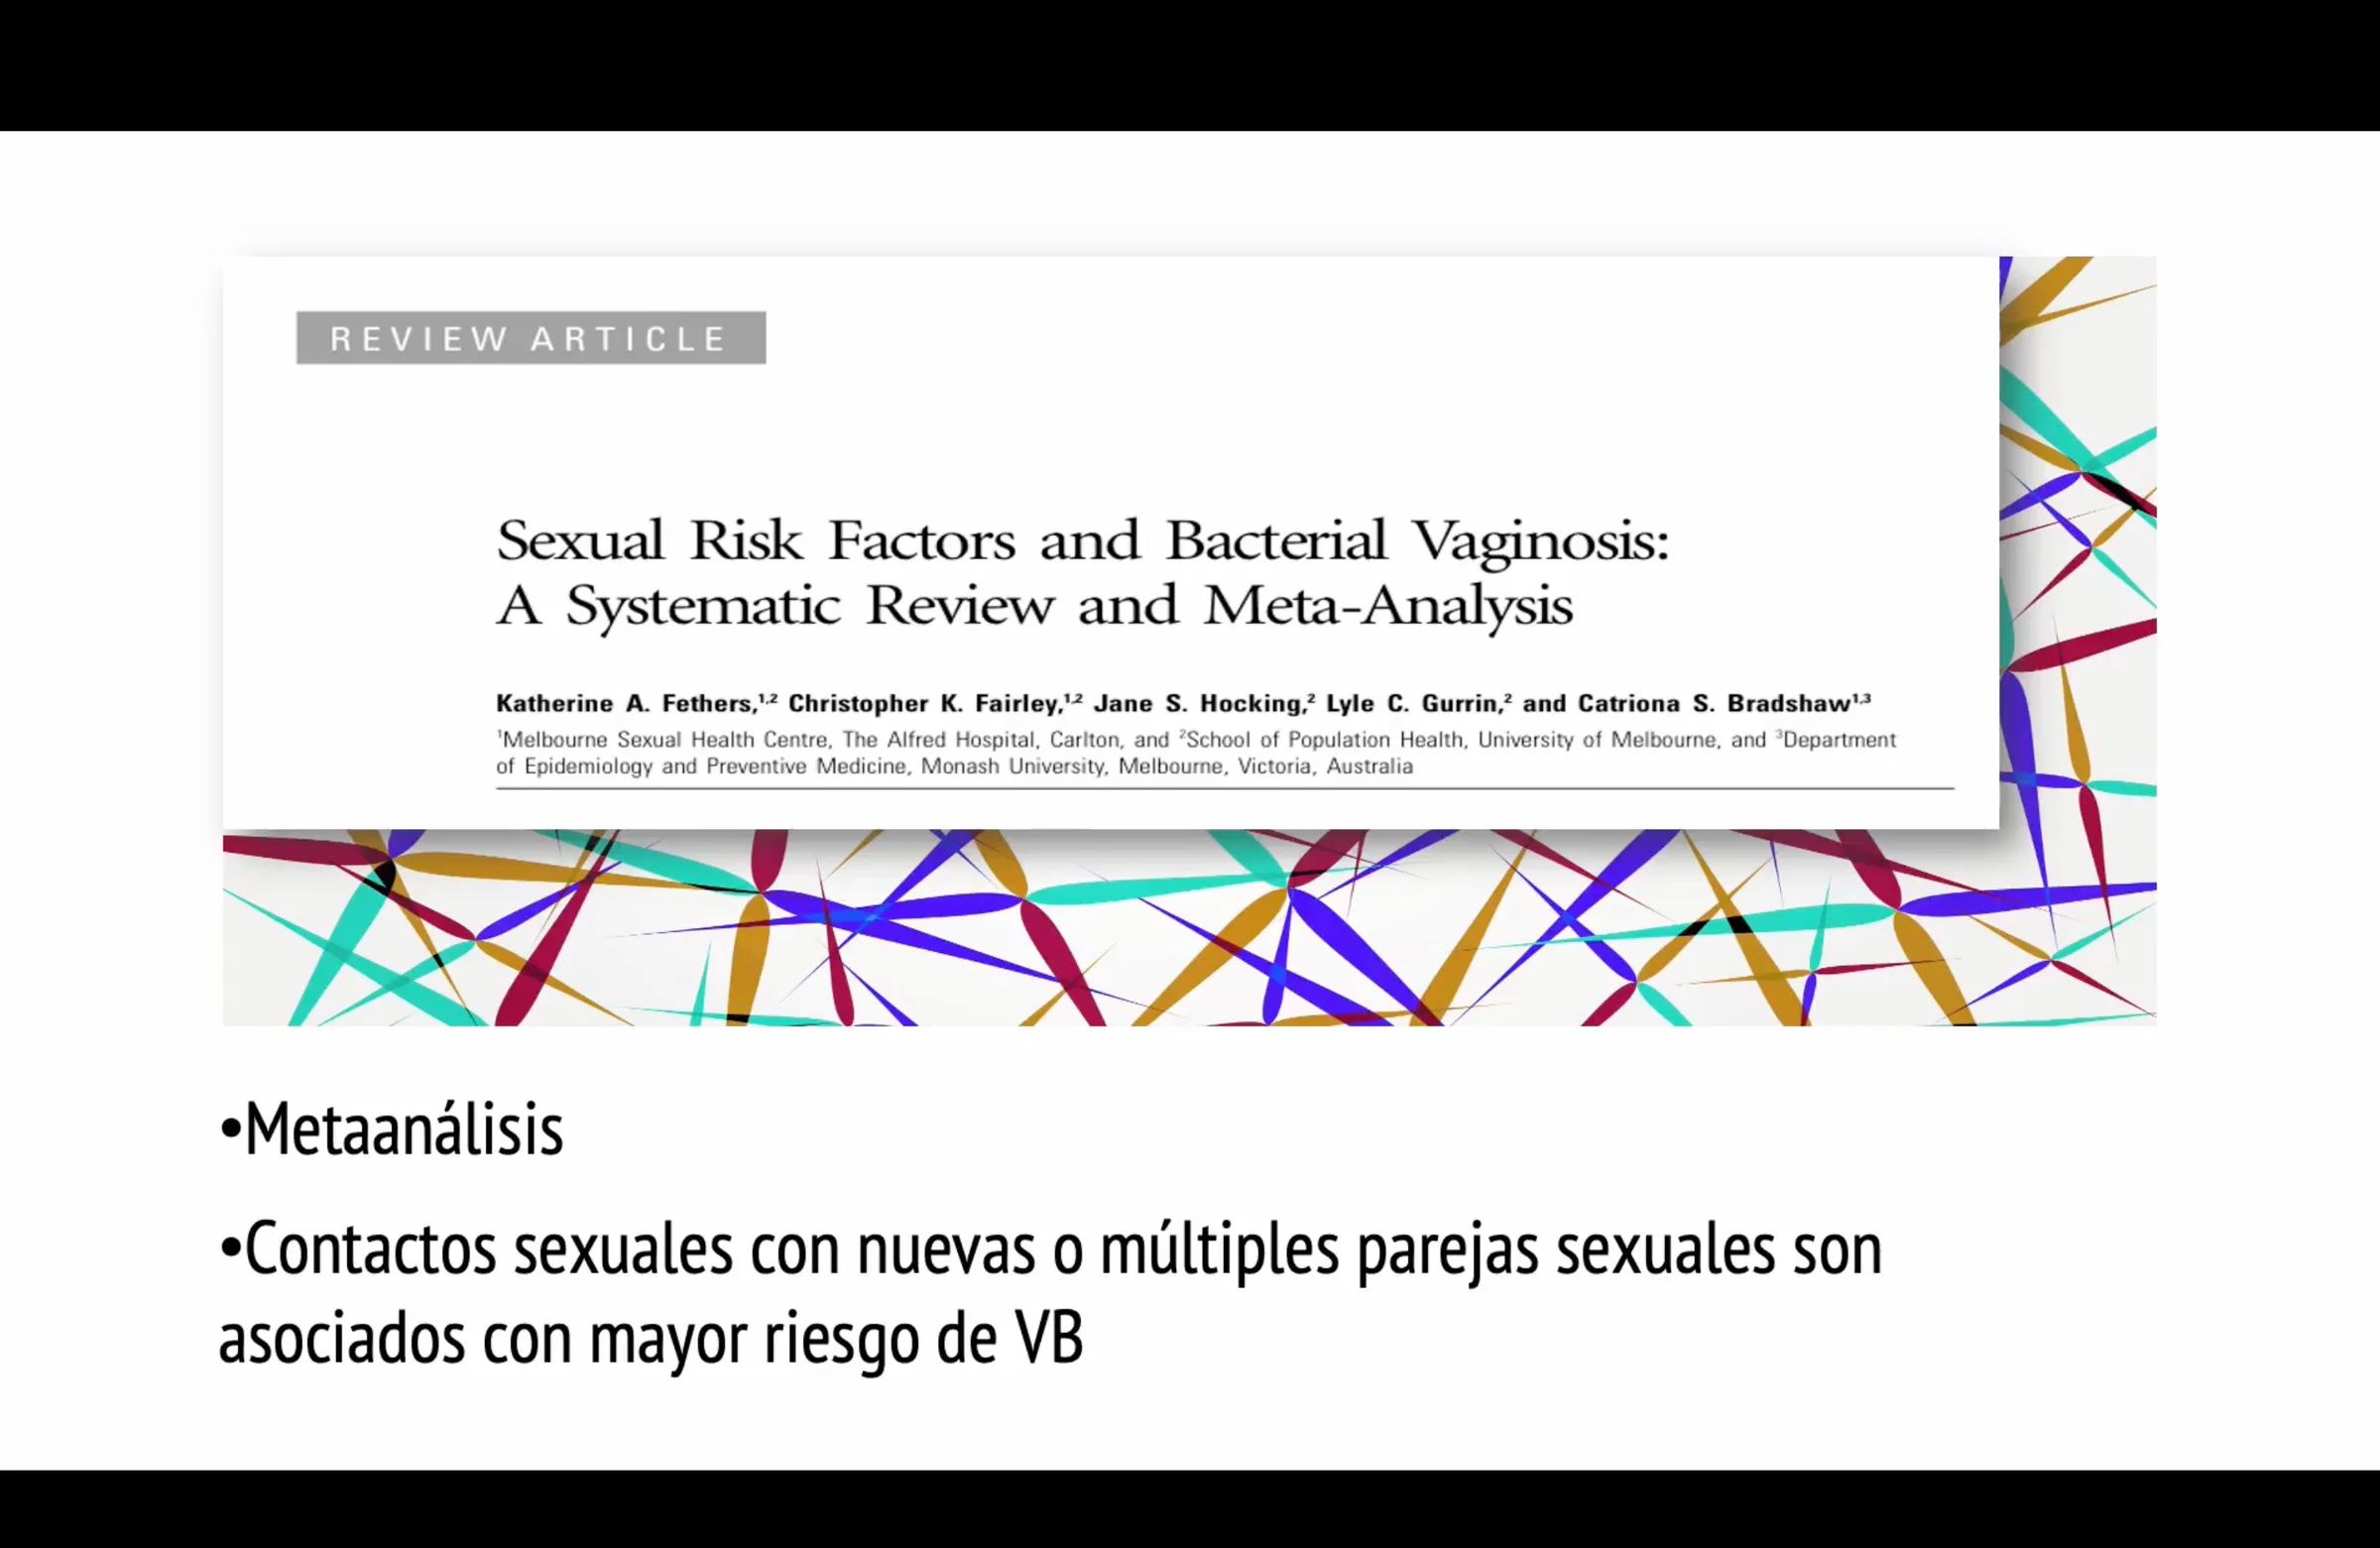 REVIEW ARTICLE
Sexual Risk Factors and Bacterial Vaginosis:
A Systematic Review and Meta-Analysis
Katherine A. Fethers,¹,² Christopher K. Fairley,¹,² Jane S. Hocking,² Lyle C. Gurrin,² and Catriona S. Bradshaw¹,³
¹Melbourne Sexual Health Centre, The Alfred Hospital, Carlton, and ²School of Population Health, University of Melbourne, and ³Department
of Epidemiology and Preventive Medicine, Monash University, Melbourne, Victoria, Australia
•Metaanálisis
•Contactos sexuales con nuevas o múltiples parejas sexuales son
asociados con mayor riesgo de VB